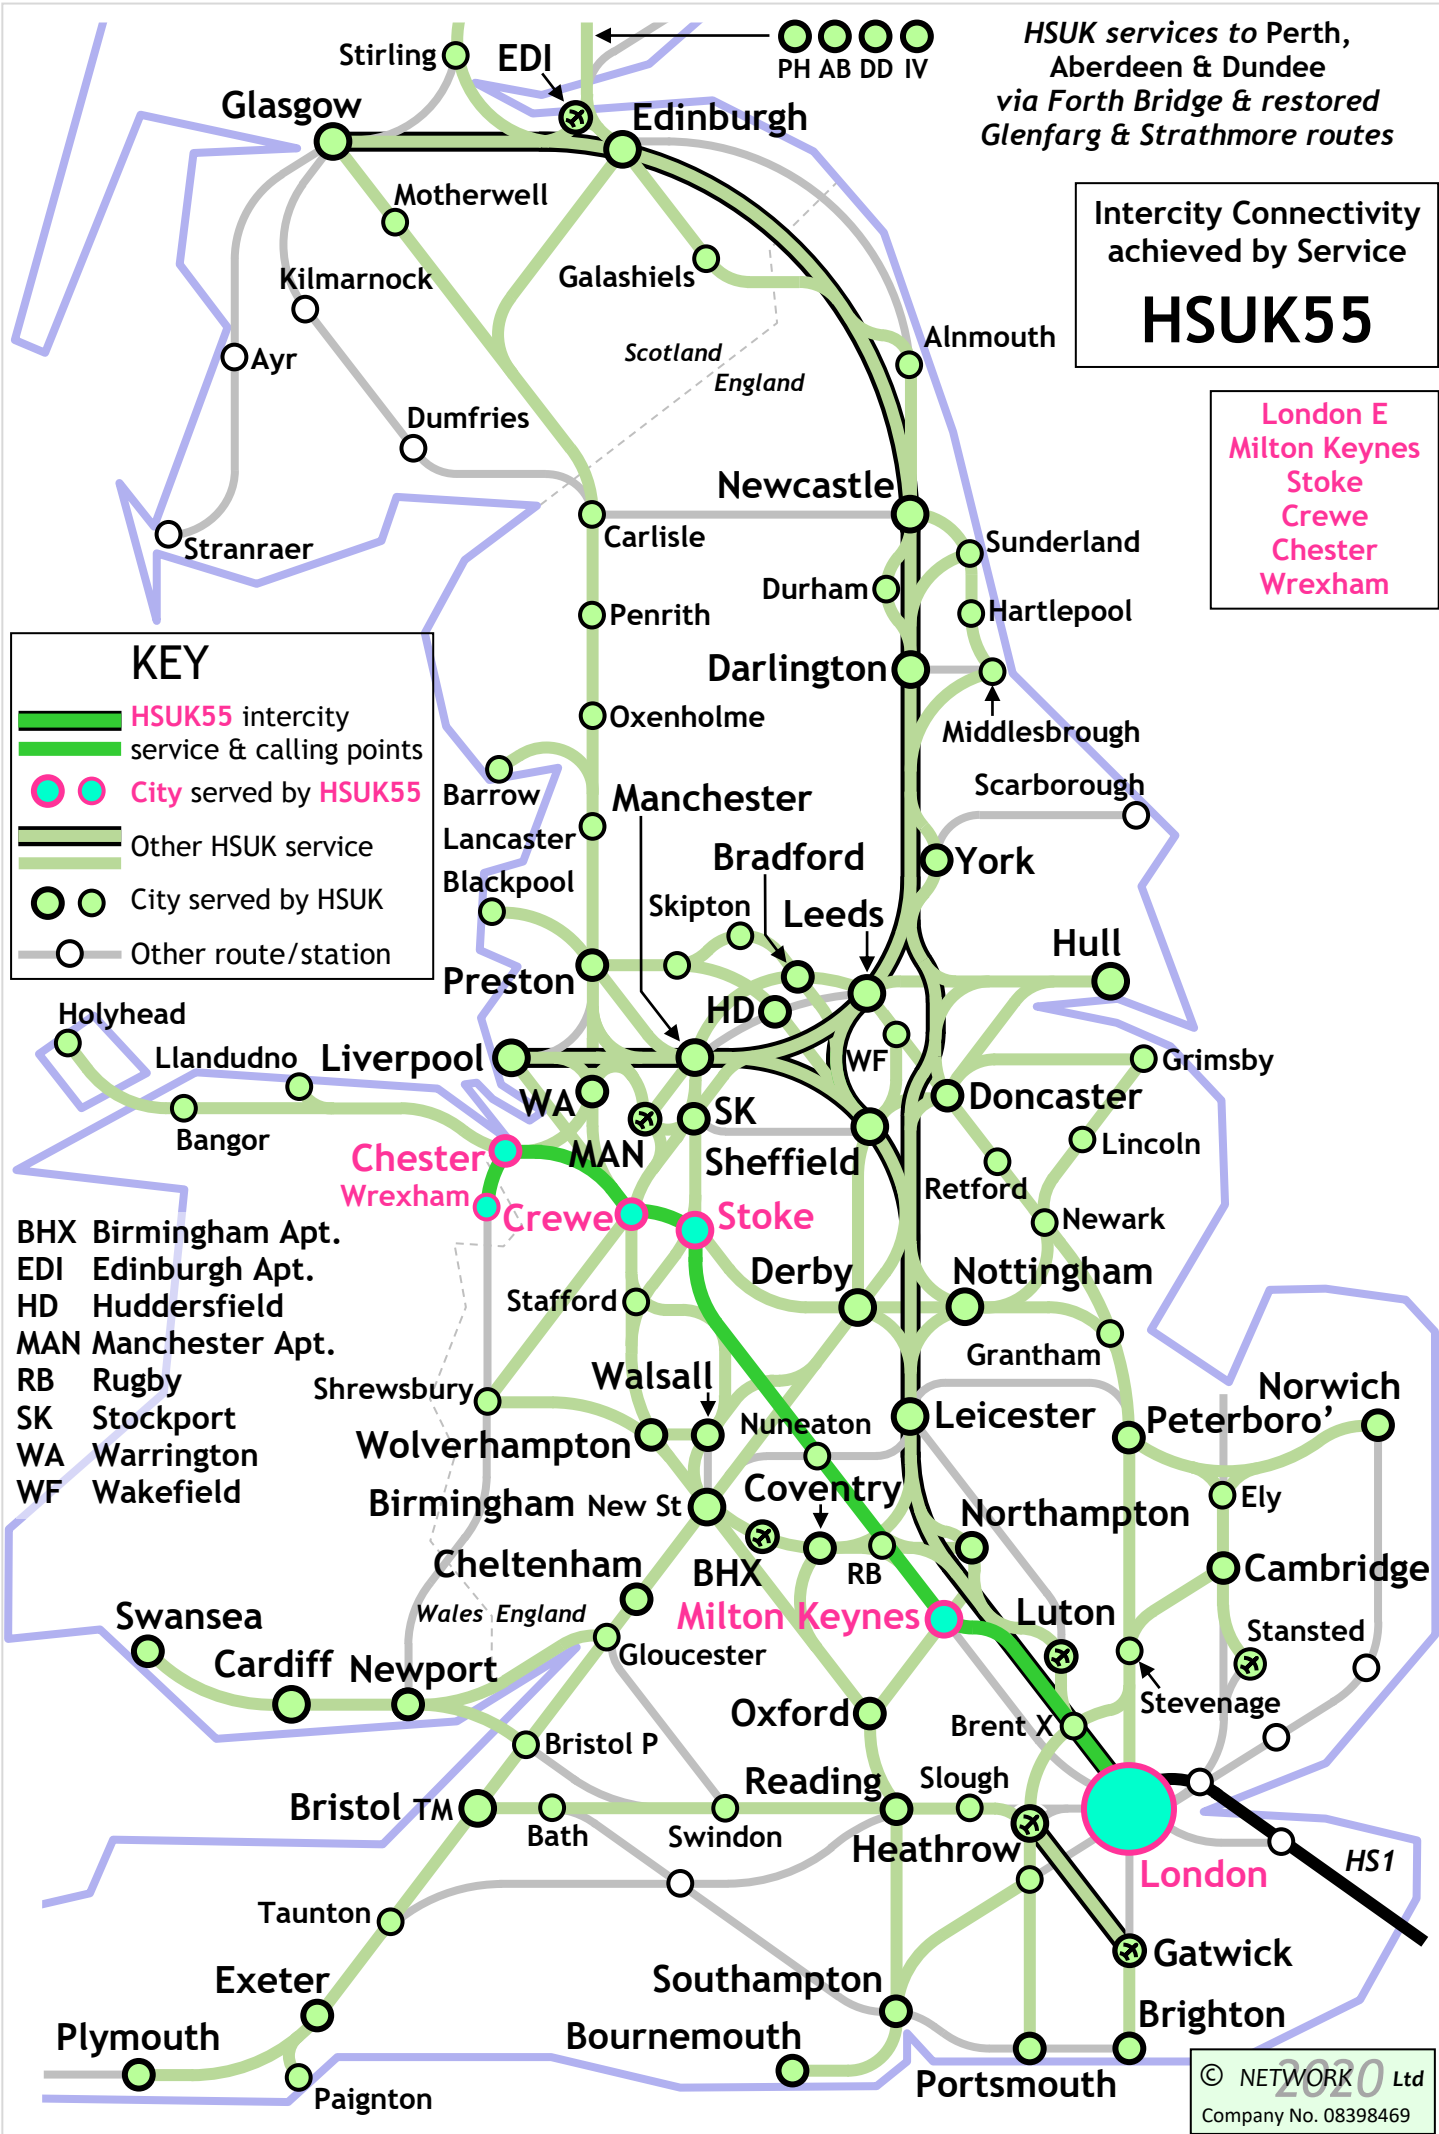 HSUK services to Perth,
Aberdeen & Dundee
via Forth Bridge & restored
Glenfarg & Strathmore routes
PH AB DD IV
Stirling
EDI
Glasgow
Edinburgh
Intercity Connectivity
achieved by Service
HSUK55
Motherwell
Kilmarnock
Galashiels
Alnmouth
Ayr
Scotland
England
London E
Milton Keynes
Stoke
Crewe
Chester
Wrexham
Dumfries
Newcastle
Carlisle
Stranraer
Sunderland
Durham
Hartlepool
Penrith
Darlington
Middlesbrough
KEY
HSUK55 intercity
service & calling points
City served by HSUK55
Other HSUK service
City served by HSUK
Other route/station
Oxenholme
Barrow
Manchester
Scarborough
Lancaster
Bradford
York
Blackpool
Skipton
Leeds
Hull
Preston
HD
Holyhead
Llandudno
Liverpool
WF
Grimsby
WA
SK
Doncaster
Bangor
MAN
Lincoln
Chester
Sheffield
Retford
Wrexham
Crewe
Stoke
Newark
BHX Birmingham Apt.
EDI Edinburgh Apt.
HD Huddersfield
MAN Manchester Apt.
RB Rugby
SK Stockport
WA Warrington
WF Wakefield
Derby
Nottingham
Stafford
Grantham
Walsall
Shrewsbury
Norwich
Nuneaton
Leicester
Peterboro’
Wolverhampton
Coventry
Ely
Birmingham New St
Northampton
Cheltenham
BHX
RB
Cambridge
Swansea
Wales England
Milton Keynes
Luton
Stansted
Cardiff
Newport
Gloucester
Stevenage
Oxford
Brent X
Bristol P
Reading
Slough
Bristol TM
Bath
Swindon
Heathrow
London
HS1
Taunton
Gatwick
Exeter
Southampton
Brighton
Plymouth
Bournemouth
Paignton
Portsmouth
© NETWORK 2020 Ltd
Company No. 08398469